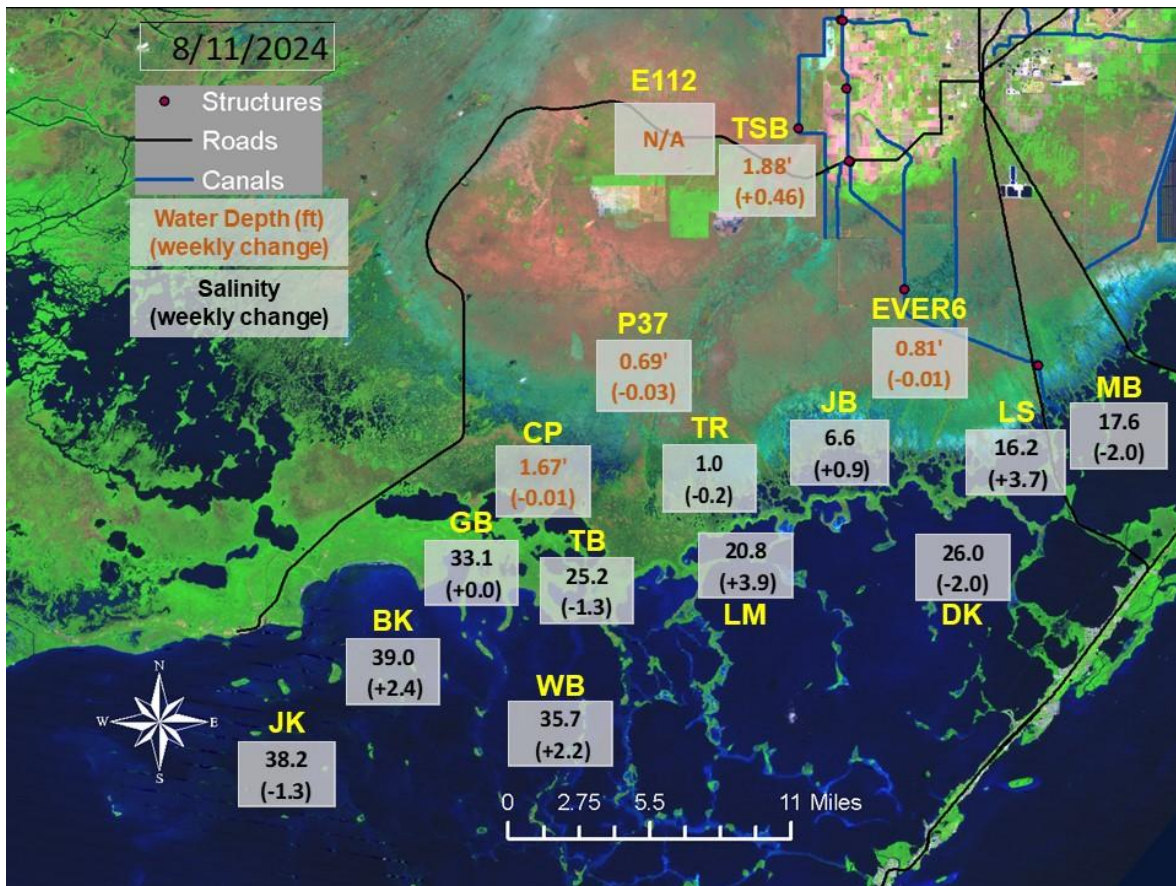 8/11/2024
Structures
Roads
Canals
Water Depth (ft)
(weekly change)
Salinity
(weekly change)
E112
N/A
TSB
1.88'
(+0.46)
P37
0.69'
(-0.03)
EVER6
0.81'
(-0.01)
CP
1.67'
(-0.01)
TR
1.0
(-0.2)
JB
6.6
(+0.9)
LS
16.2
(+3.7)
MB
17.6
(-2.0)
GB
33.1
(+0.0)
TB
25.2
(-1.3)
20.8
(+3.9)
LM
26.0
(-2.0)
DK
BK
39.0
(+2.4)
WB
35.7
(+2.2)
JK
38.2
(-1.3)
N
W
E
S
0 2.75 5.5 11 Miles